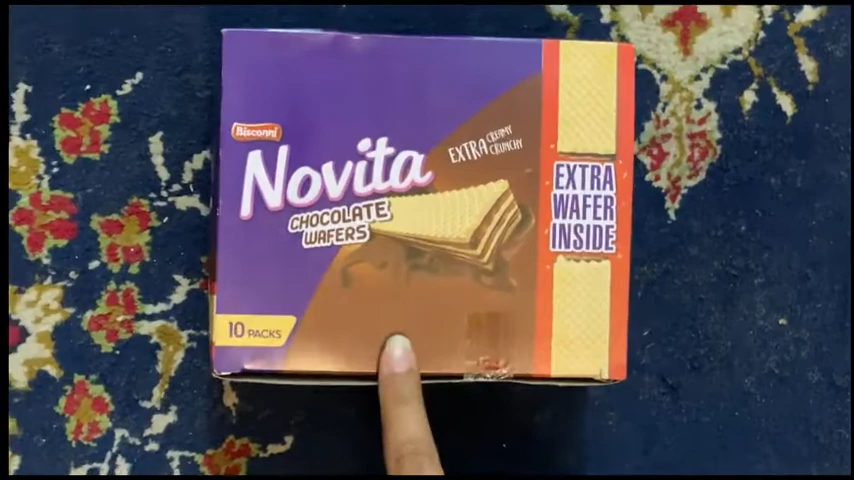 Bisconni
Novita
CHOCOLATE
WAFERS
EXTRA CREAMY
CRUNCHY
EXTRA
WAFER
INSIDE
10 PACKS